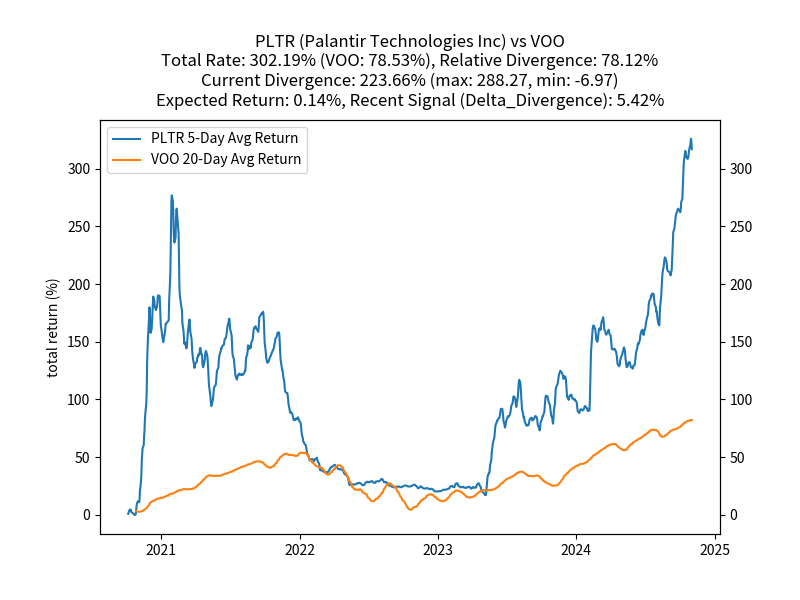 PLTR (Palantir Technologies Inc) vs VOO
Total Rate: 302.19% (VOO: 78.53%), Relative Divergence: 78.12%
Current Divergence: 223.66% (max: 288.27, min: -6.97)
Expected Return: 0.14%, Recent Signal (Delta_Divergence): 5.42%
PLTR 5-Day Avg Return
VOO 20-Day Avg Return
total return (%)
300
250
200
150
100
50
0
300
250
200
150
100
50
0
2021
2022
2023
2024
2025